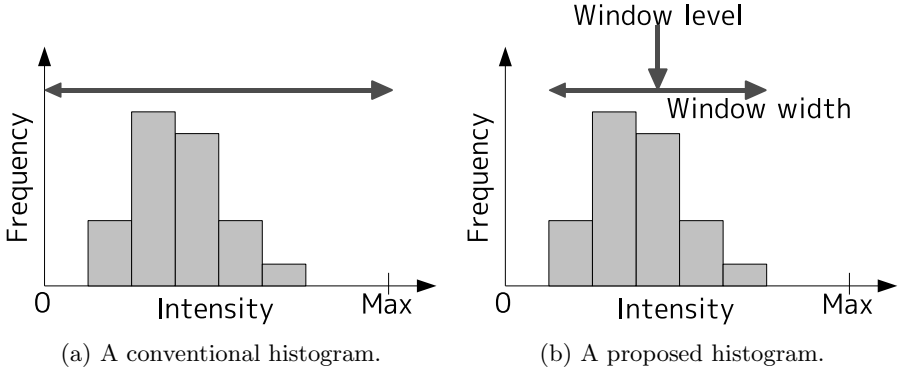 Frequency
0
Intensity
Max
(a) A conventional histogram.
Window level
Window width
Frequency
0
Intensity
Max
(b) A proposed histogram.